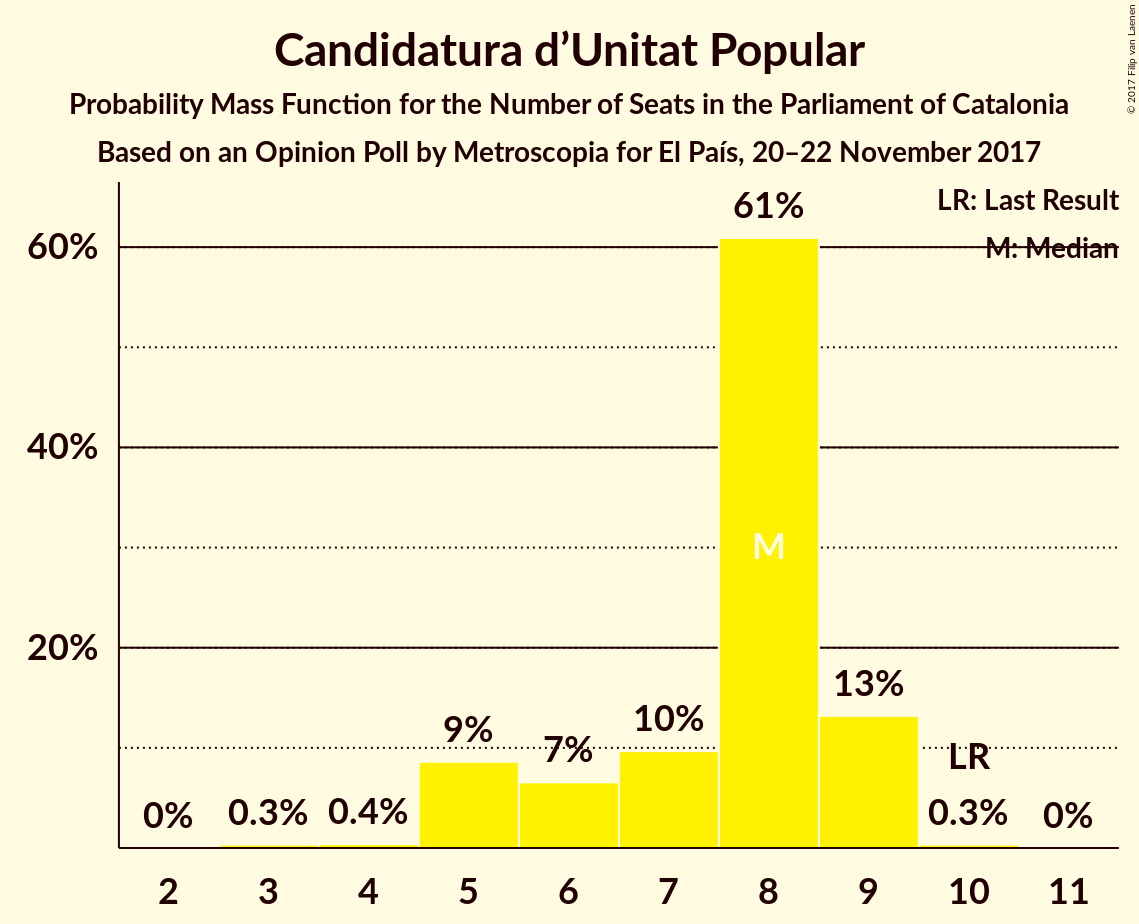 Candidatura d’Unitat Popular
Probability Mass Function for the Number of Seats in the Parliament of Catalonia
Based on an Opinion Poll by Metroscopia for El País, 20–22 November 2017
© 2017 Filip van Laenen
LR: Last Result
M: Median
60%
40%
20%
0%
0.3%
0.4%
9%
7%
10%
61%
M
13%
LR
0.3%
0%
2 3 4 5 6 7 8 9 10 11